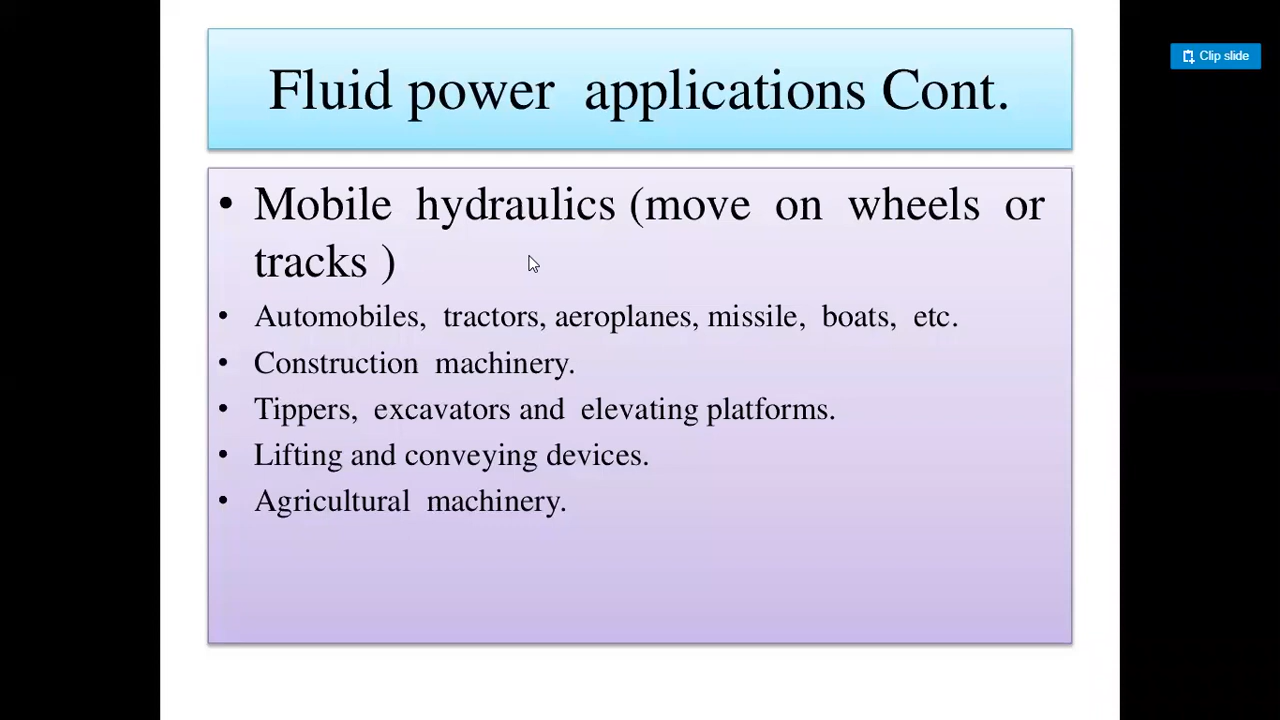 Clip slide
Fluid power applications Cont.
• Mobile hydraulics (move on wheels or
tracks )
• Automobiles, tractors, aeroplanes, missile, boats, etc.
• Construction machinery.
• Tippers, excavators and elevating platforms.
• Lifting and conveying devices.
• Agricultural machinery.